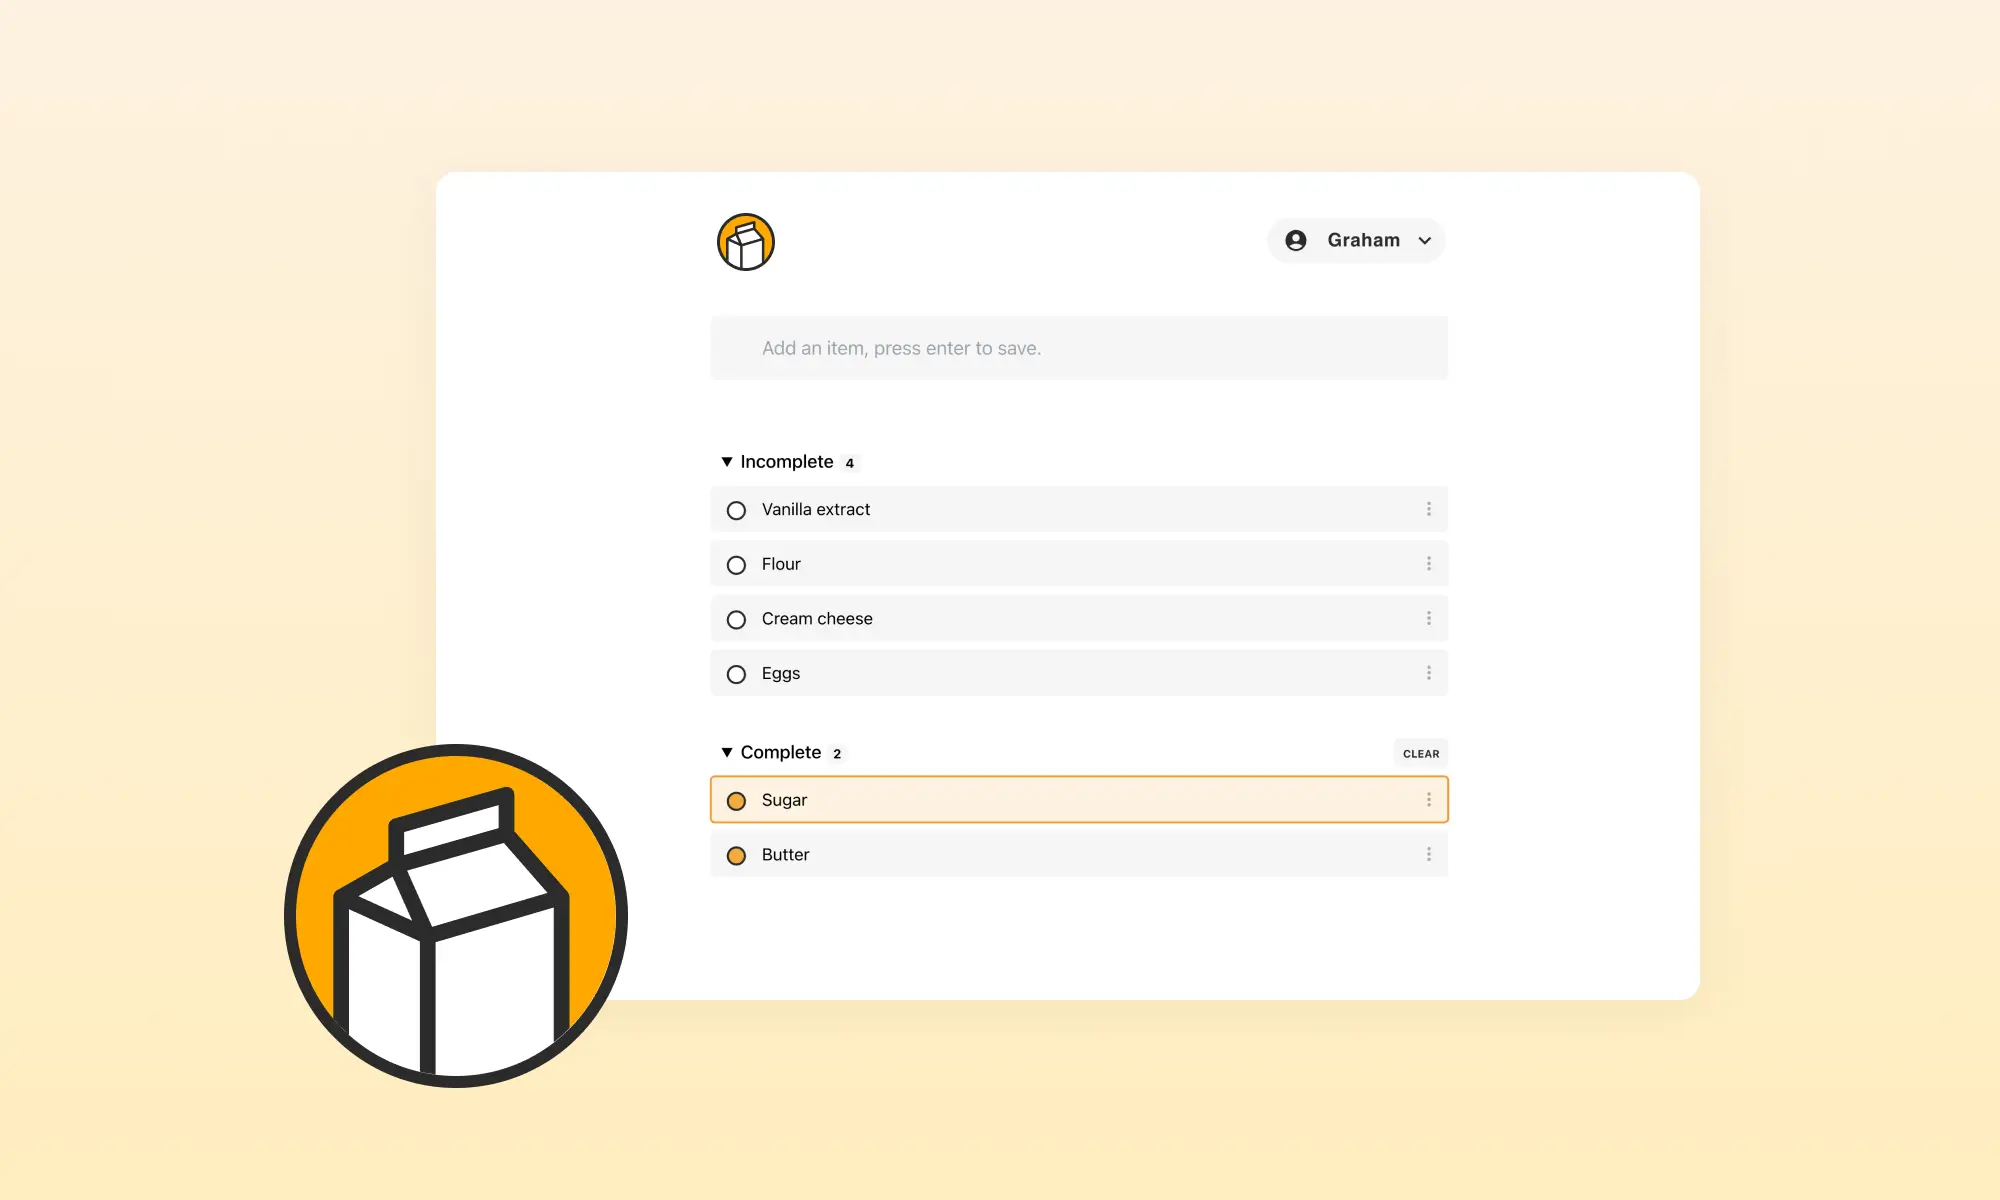 Graham
Add an item, press enter to save.
Incomplete 4
Vanilla extract
Flour
Cream cheese
Eggs
Complete 2
CLEAR
Sugar
Butter